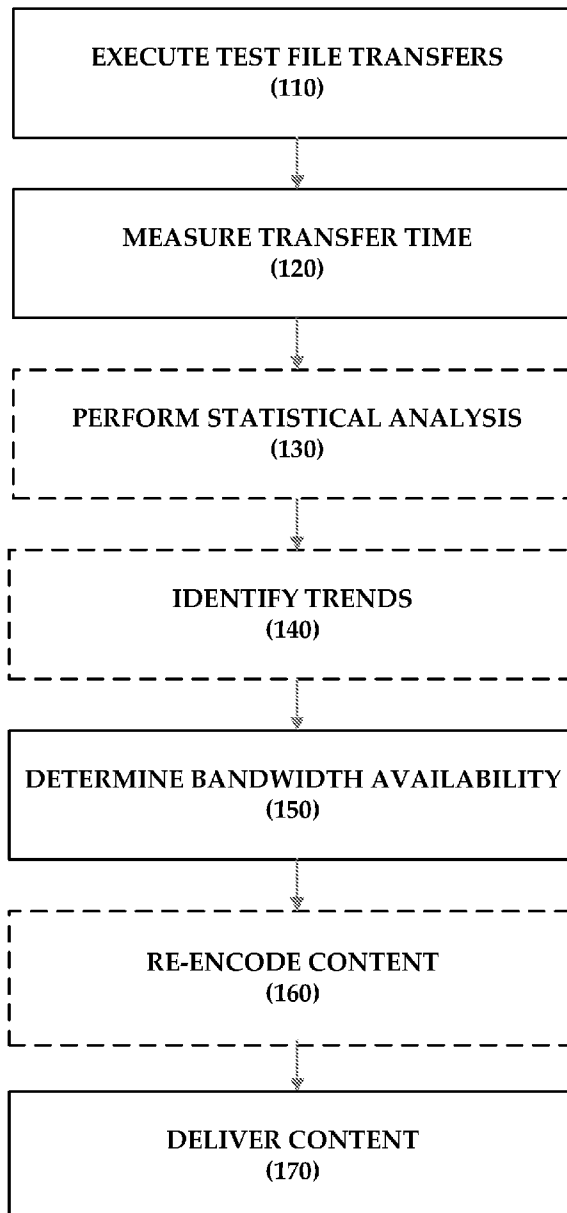 EXECUTE TEST FILE TRANSFERS
(110)
MEASURE TRANSFER TIME
(120)
PERFORM STATISTICAL ANALYSIS
(130)
IDENTIFY TRENDS
(140)
DETERMINE BANDWIDTH AVAILABILITY
(150)
RE-ENCODE CONTENT
(160)
DELIVER CONTENT
(170)